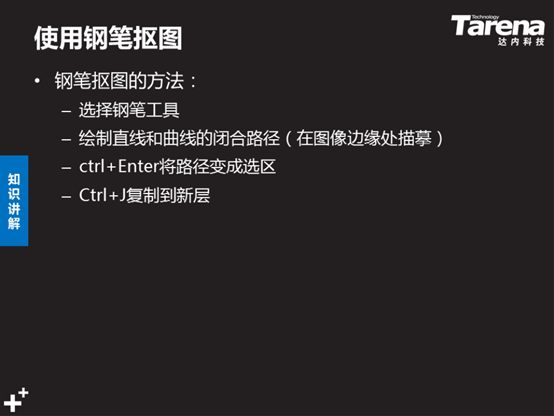 使用钢笔抠图
Technology
Tarena
达内科技
• 钢笔抠图的方法：
– 选择钢笔工具
– 绘制直线和曲线的闭合路径（在图像边缘处描摹）
– ctrl+Enter将路径变成选区
– Ctrl+J复制到新层
知识讲解